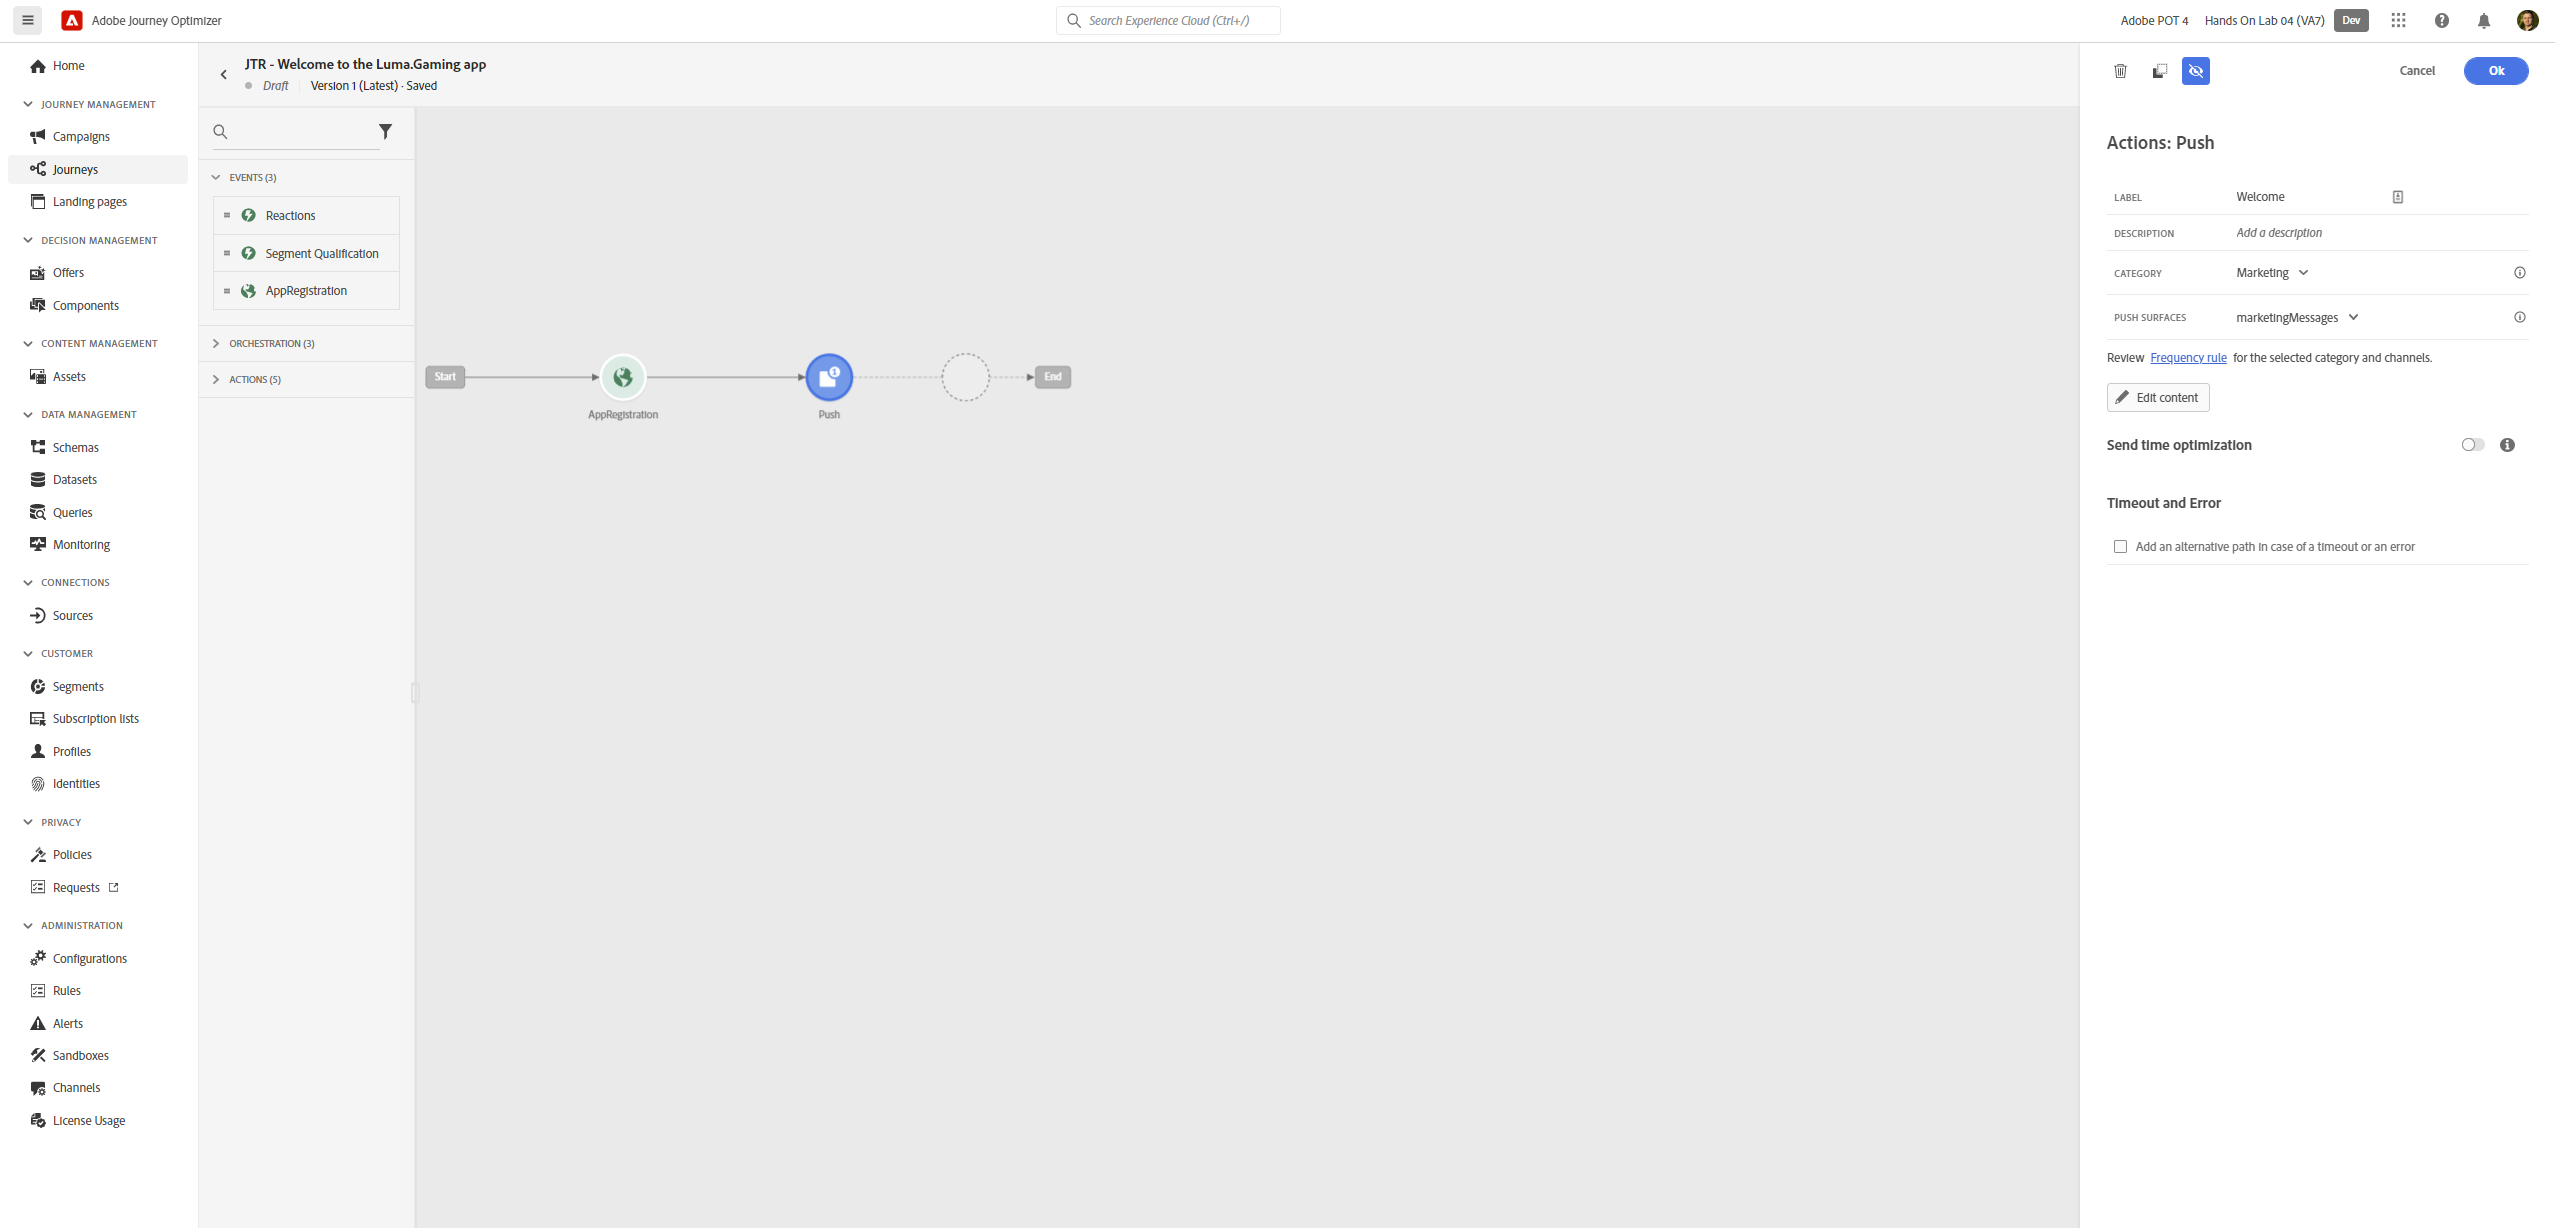 Adobe Journey Optimizer
Search Experience Cloud (Ctrl+/)
Adobe POT 4
Hands On Lab 04 (VA7)
Dev
Home
JOURNEY MANAGEMENT
Campaigns
Journeys
Landing pages
DECISION MANAGEMENT
Offers
Components
CONTENT MANAGEMENT
Assets
DATA MANAGEMENT
Schemas
Datasets
Queries
Monitoring
CONNECTIONS
Sources
CUSTOMER
Segments
Subscription lists
Profiles
Identities
PRIVACY
Policies
Requests
ADMINISTRATION
Configurations
Rules
Alerts
Sandboxes
Channels
License Usage
JTR - Welcome to the Luma.Gaming app
Draft
Version 1 (Latest) · Saved
EVENTS (3)
Reactions
Segment Qualification
AppRegistration
ORCHESTRATION (3)
ACTIONS (5)
Start
AppRegistration
1
Push
End
Cancel
Ok
Actions: Push
LABEL
Welcome
DESCRIPTION
Add a description
CATEGORY
Marketing
PUSH SURFACES
marketingMessages
Review Frequency rule for the selected category and channels.
Edit content
Send time optimization
Timeout and Error
Add an alternative path in case of a timeout or an error